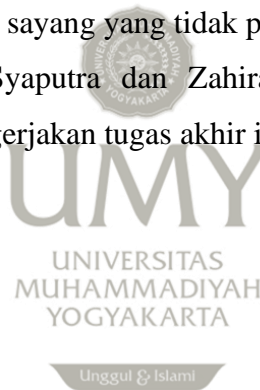 sayang yang tidak p
Syaputra dan Zahira
gerjakan tugas akhir i
UMY
UNIVERSITAS
MUHAMMADIYAH
YOGYAKARTA
Unggul & Islami